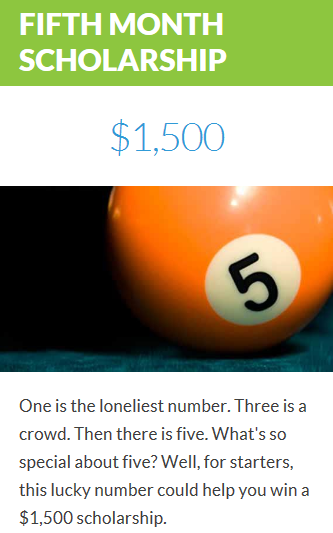 FIFTH MONTH
SCHOLARSHIP
$1,500
5
One is the loneliest number. Three is a
crowd. Then there is five. What's so
special about five? Well, for starters,
this lucky number could help you win a
$1,500 scholarship.